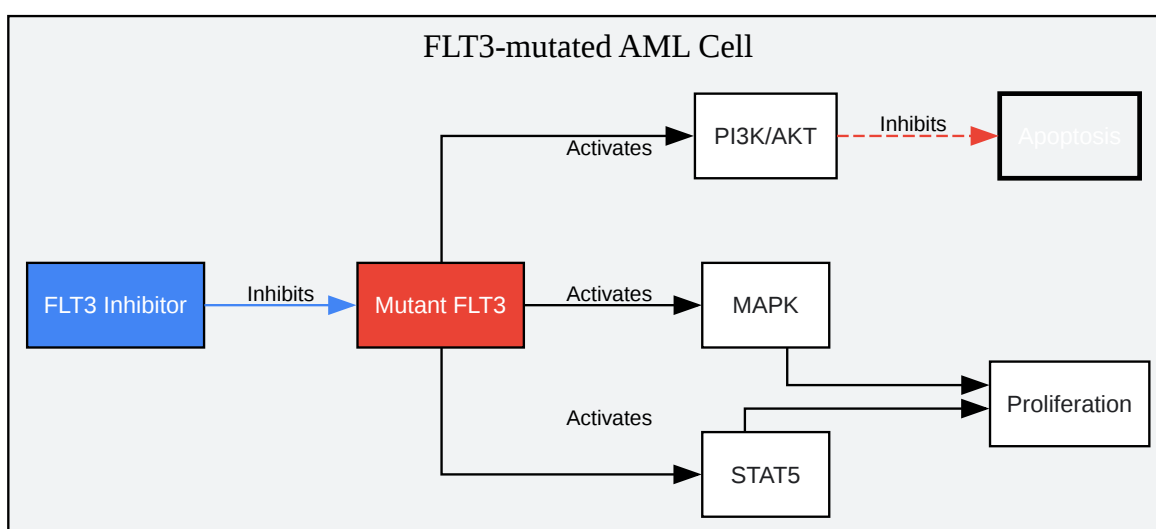 FLT3-mutated AML Cell
Inhibits
PI3K/AKT
Apoptosis
Activates
FLT3 Inhibitor
Inhibits
Mutant FLT3
Activates
MAPK
Proliferation
Activates
STAT5